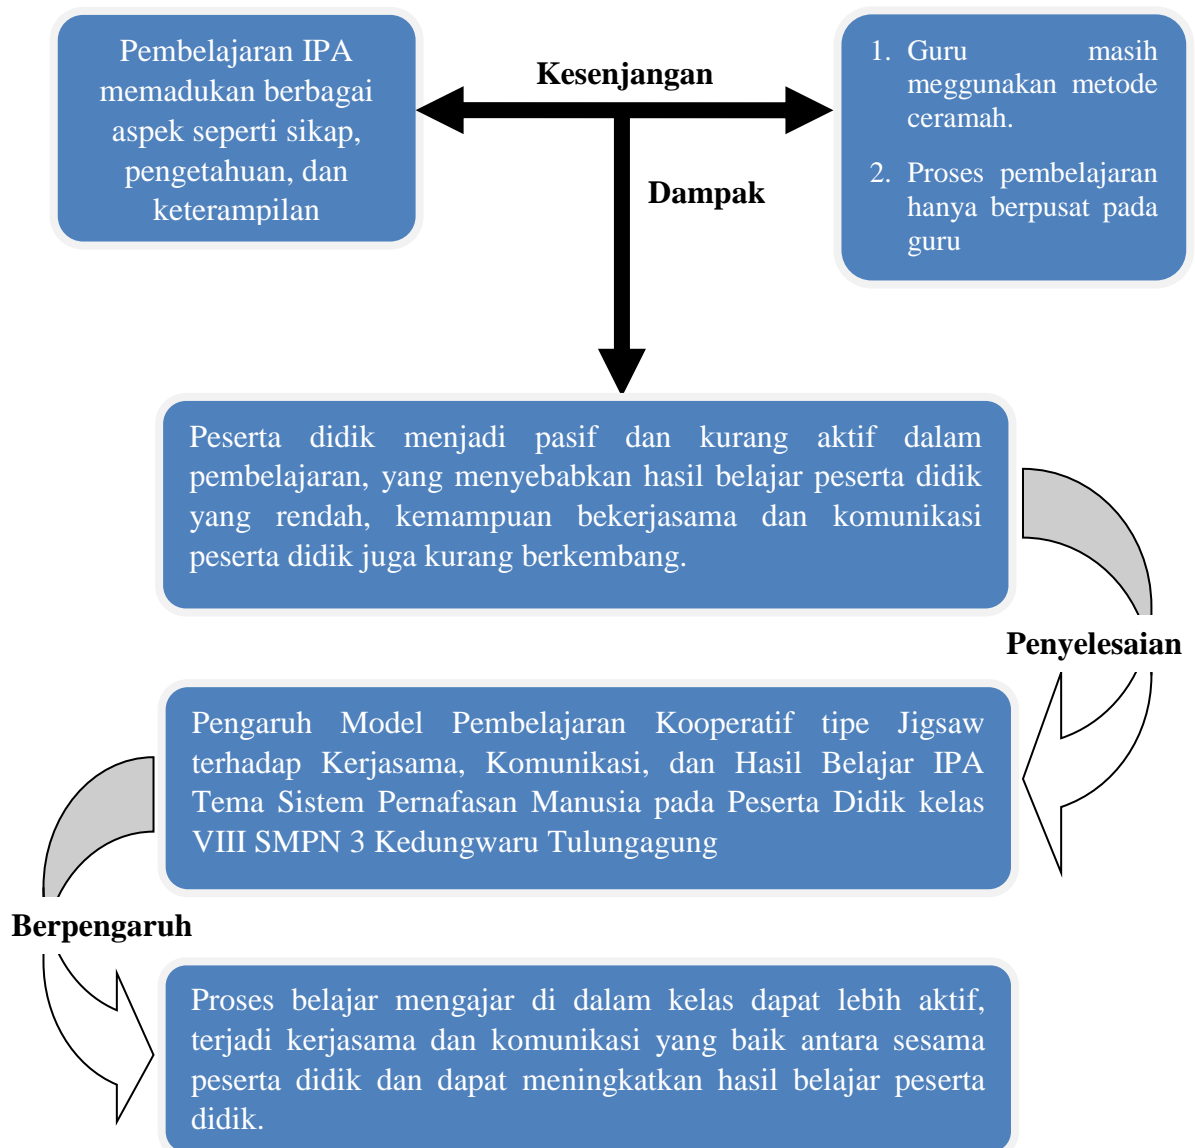 Pembelajaran IPA
memadukan berbagai
aspek seperti sikap,
pengetahuan, dan
keterampilan
Kesenjangan
1. Guru masih
meggunakan metode
ceramah.
2. Proses pembelajaran
hanya berpusat pada
guru
Dampak
Peserta didik menjadi pasif dan kurang aktif dalam
pembelajaran, yang menyebabkan hasil belajar peserta didik
yang rendah, kemampuan bekerjasama dan komunikasi
peserta didik juga kurang berkembang.
Penyelesaian
Pengaruh Model Pembelajaran Kooperatif tipe Jigsaw
terhadap Kerjasama, Komunikasi, dan Hasil Belajar IPA
Tema Sistem Pernafasan Manusia pada Peserta Didik kelas
VIII SMPN 3 Kedungwaru Tulungagung
Berpengaruh
Proses belajar mengajar di dalam kelas dapat lebih aktif,
terjadi kerjasama dan komunikasi yang baik antara sesama
peserta didik dan dapat meningkatkan hasil belajar peserta
didik.